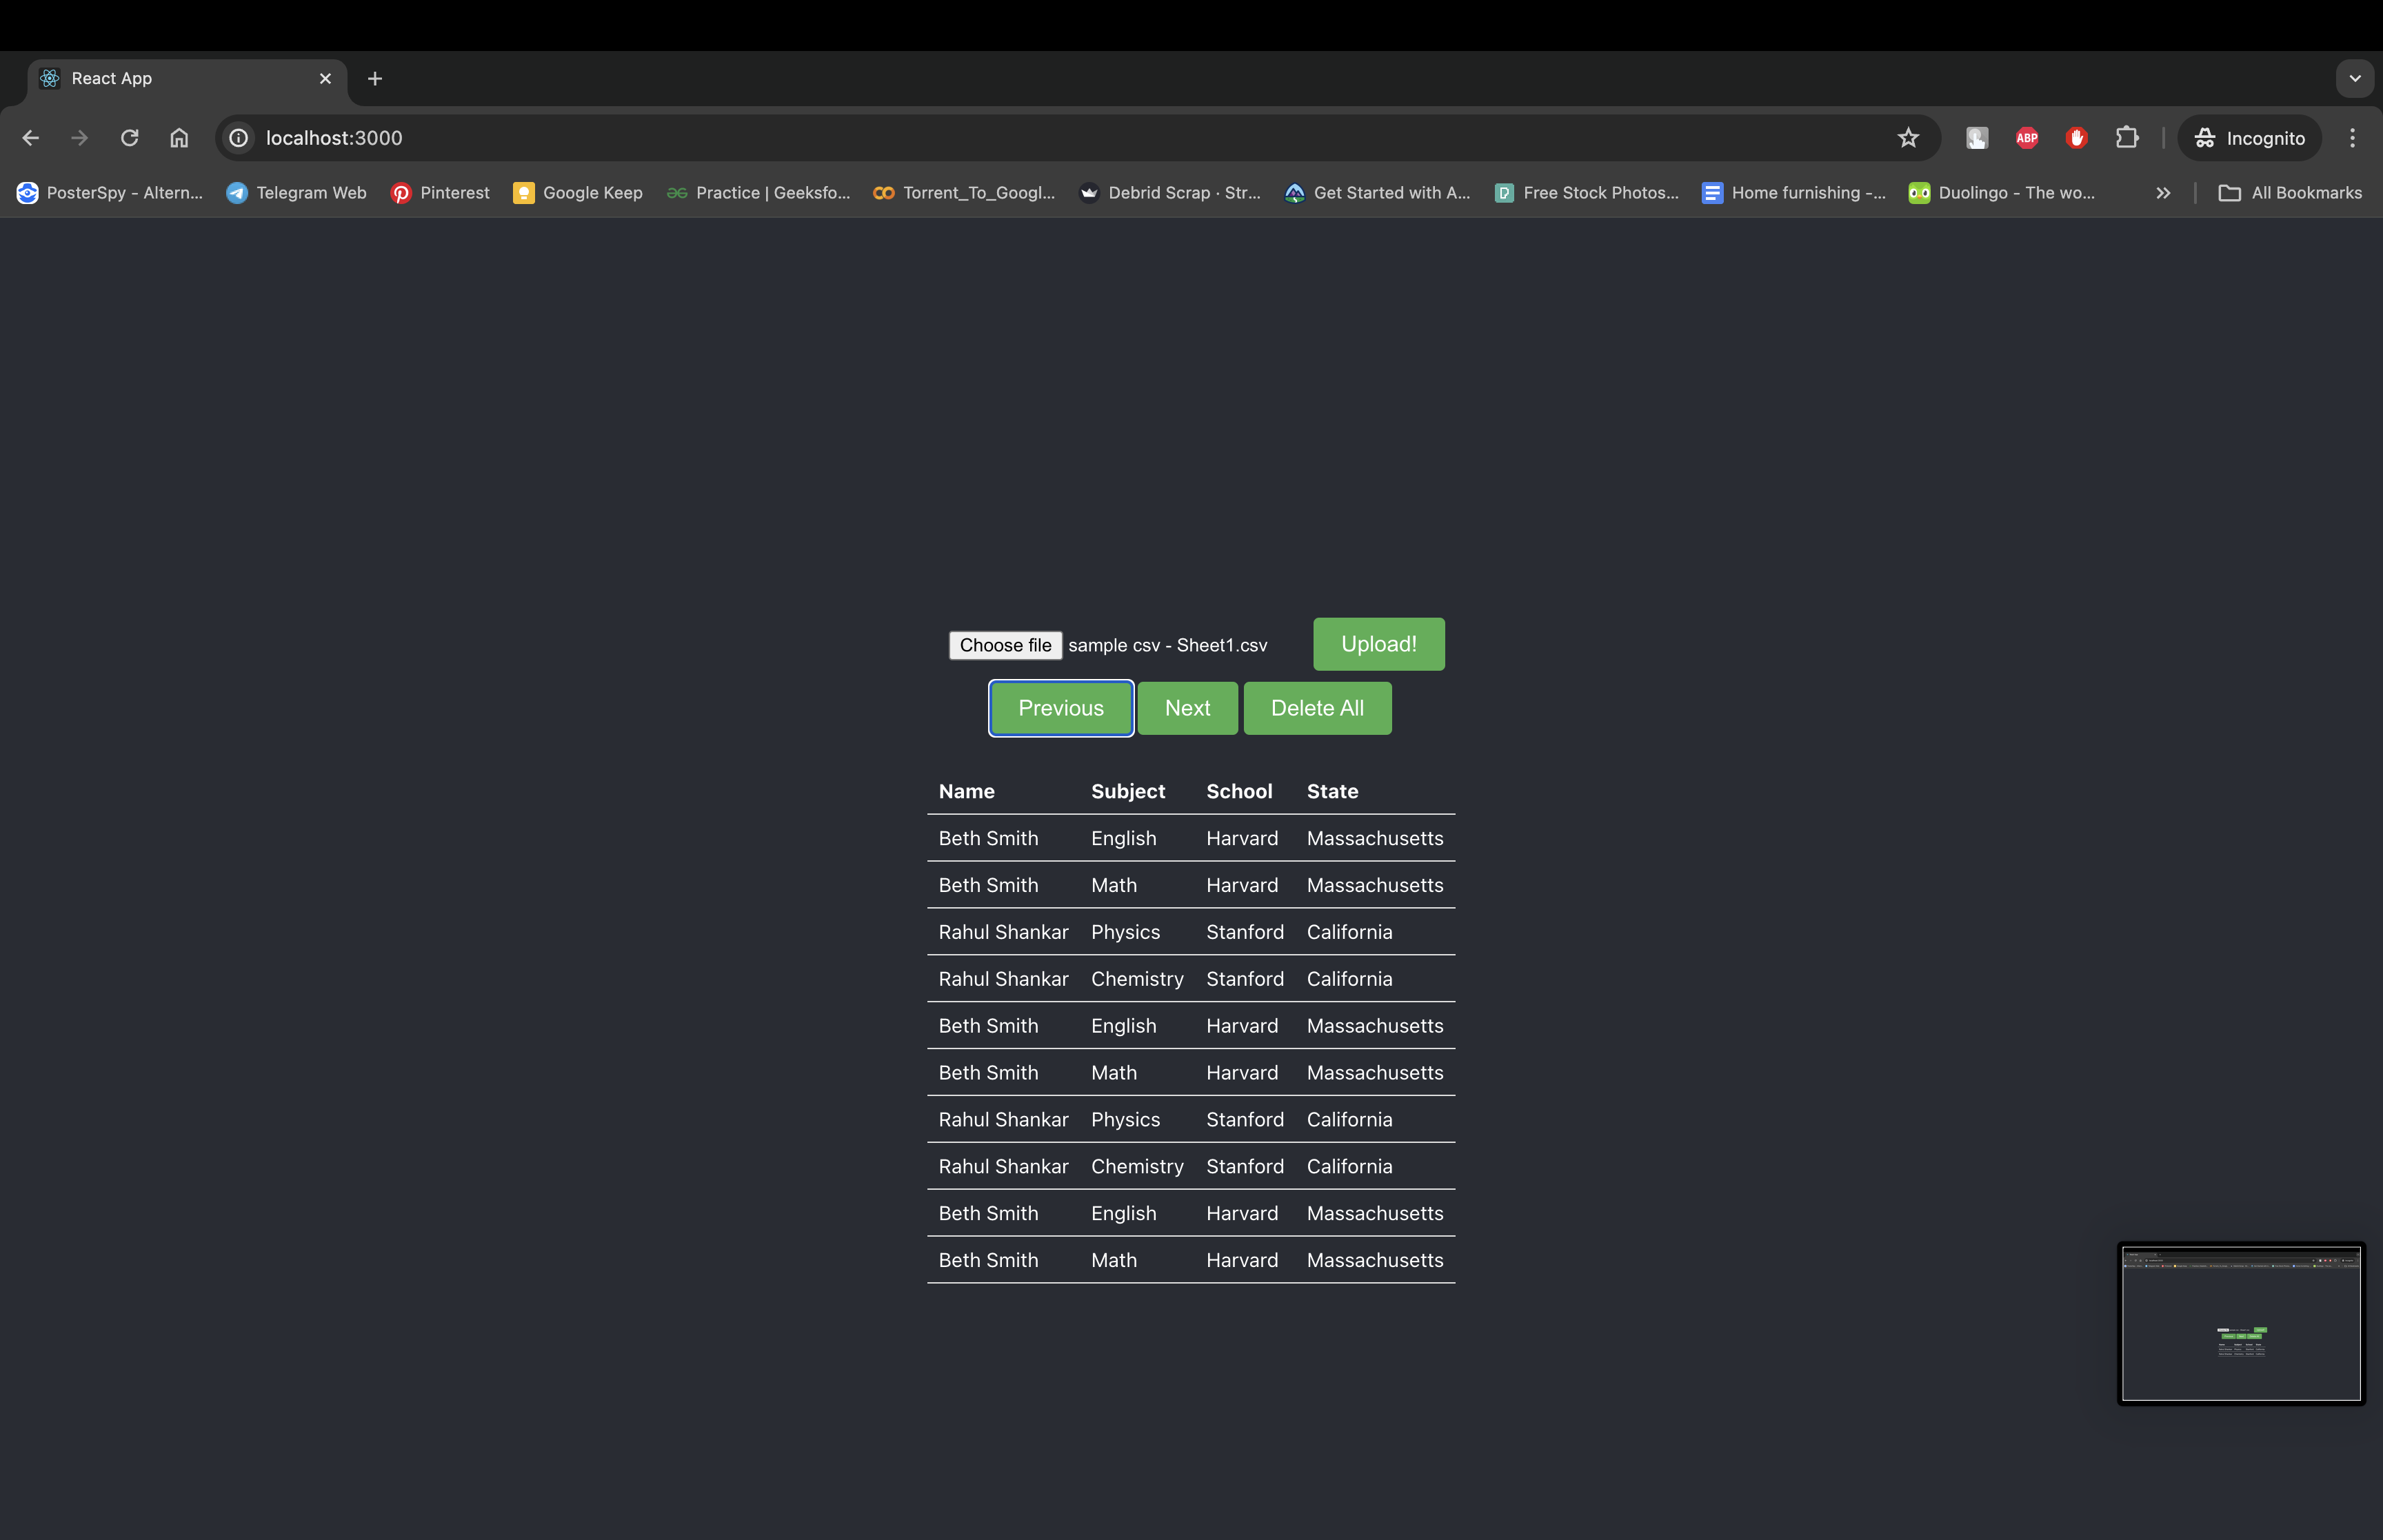 React App
localhost:3000
ABP
Incognito
PosterSpy - Altern... Telegram Web Pinterest Google Keep Practice | Geeksfo... Torrent_To_Googl... Debrid Scrap · Str... Get Started with A... Free Stock Photos... Home furnishing -... Duolingo - The wo... All Bookmarks
Choose file sample csv - Sheet1.csv Upload!
Previous Next Delete All
Name Subject School State
Beth Smith English Harvard Massachusetts
Beth Smith Math Harvard Massachusetts
Rahul Shankar Physics Stanford California
Rahul Shankar Chemistry Stanford California
Beth Smith English Harvard Massachusetts
Beth Smith Math Harvard Massachusetts
Rahul Shankar Physics Stanford California
Rahul Shankar Chemistry Stanford California
Beth Smith English Harvard Massachusetts
Beth Smith Math Harvard Massachusetts